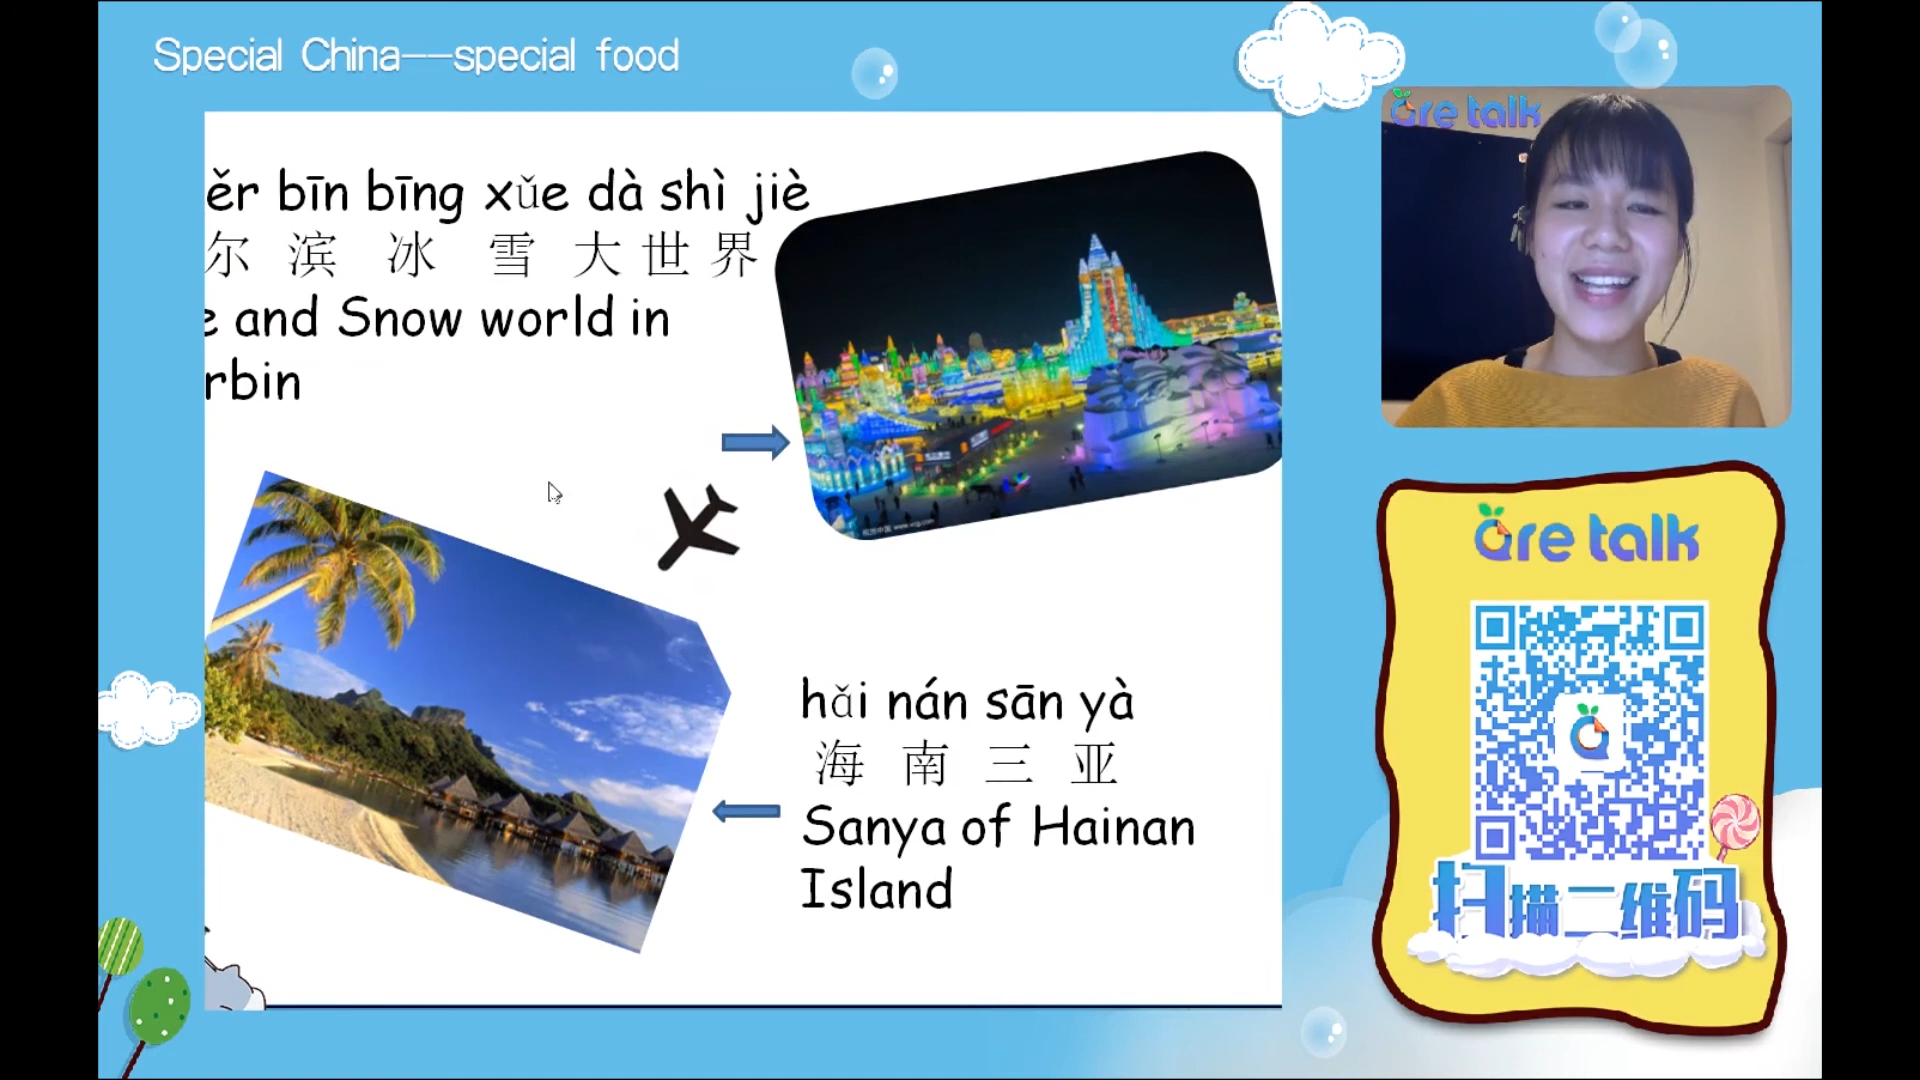 Special China--special food
ěr bīn bīng xuě dà shì jiè
尔 滨 冰 雪 大 世 界
e and Snow world in
rbin
hǎi nán sān yà
海 南 三 亚
Sanya of Hainan
Island
are talk
are talk
扫描二维码